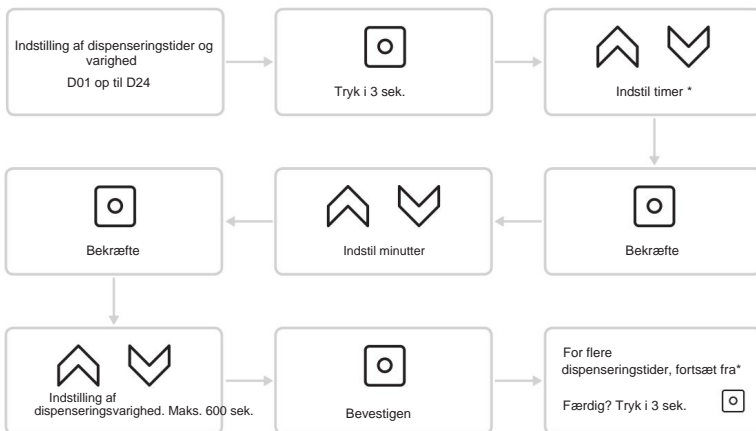 Indstilling af dispenseringstider og
varighed
D01 op til D24
Tryk i 3 sek.
Indstil timer *
Bekræfte
Indstil minutter
Bekræfte
Indstilling af
dispenseringsvarighed. Maks. 600 sek.
Bevestigen
For flere
dispenseringstider, fortsæt fra*
Færdig? Tryk i 3 sek.